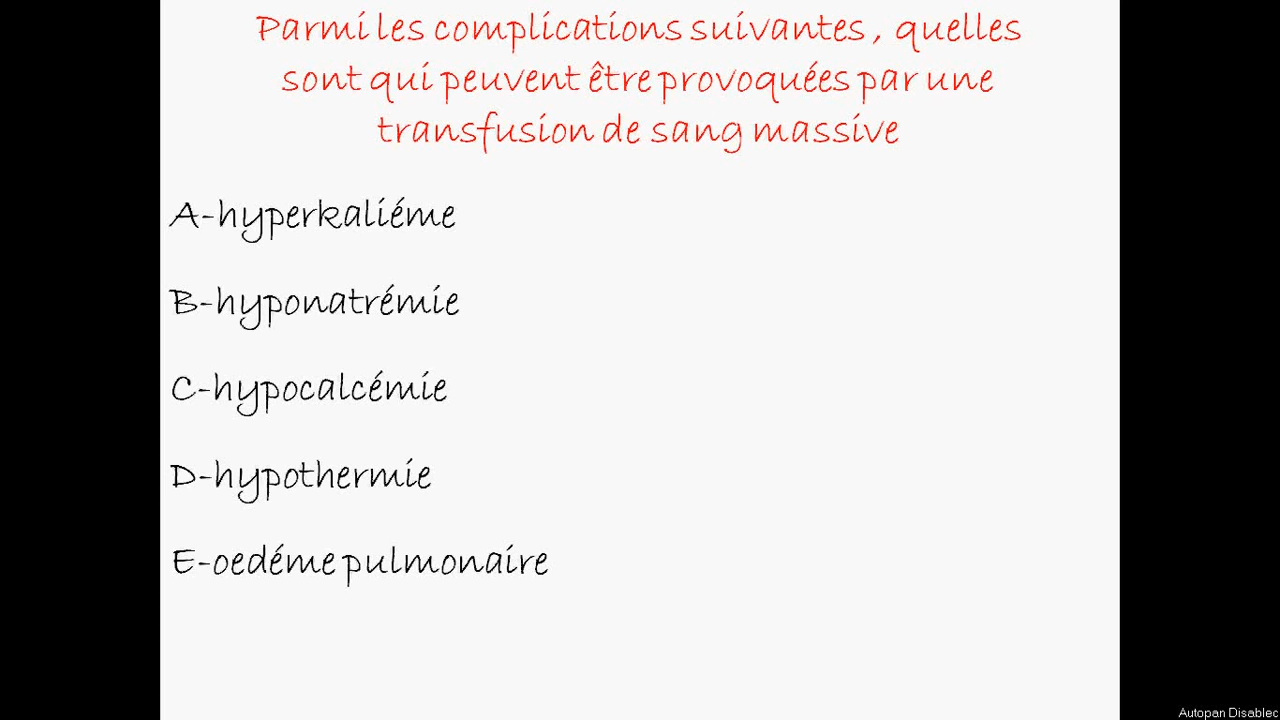 Parmi les complications suivantes , quelles
sont qui peuvent être provoquées par une
transfusion de sang massive
A-hyperkaliéme
B-hyponatrémie
C-hypocalcémie
D-hypothermie
E-oedéme pulmonaire
Autopan Disablec